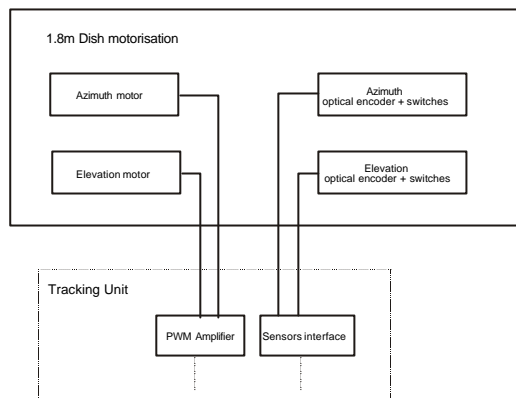 1.8m Dish motorisation
Azimuth motor
Azimuth
optical encoder + switches
Elevation motor
Elevation
optical encoder + switches
Tracking Unit
PWM Amplifier
Sensors interface